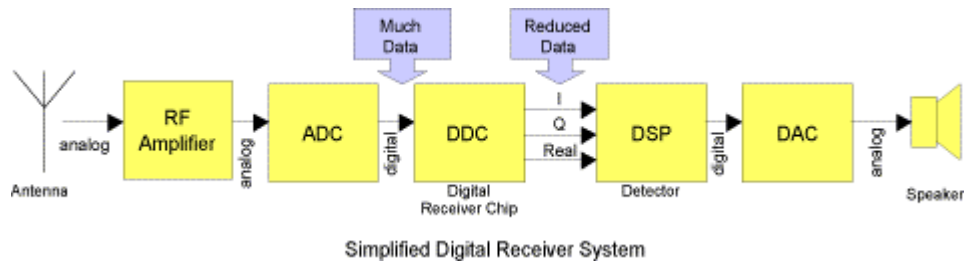 Much
Data
Reduced
Data
Antenna
analog
RF
Amplifier
analog
ADC
digital
DDC
Digital
Receiver Chip
I
Q
Real
DSP
Detector
digital
DAC
analog
Speaker
Simplified Digital Receiver System